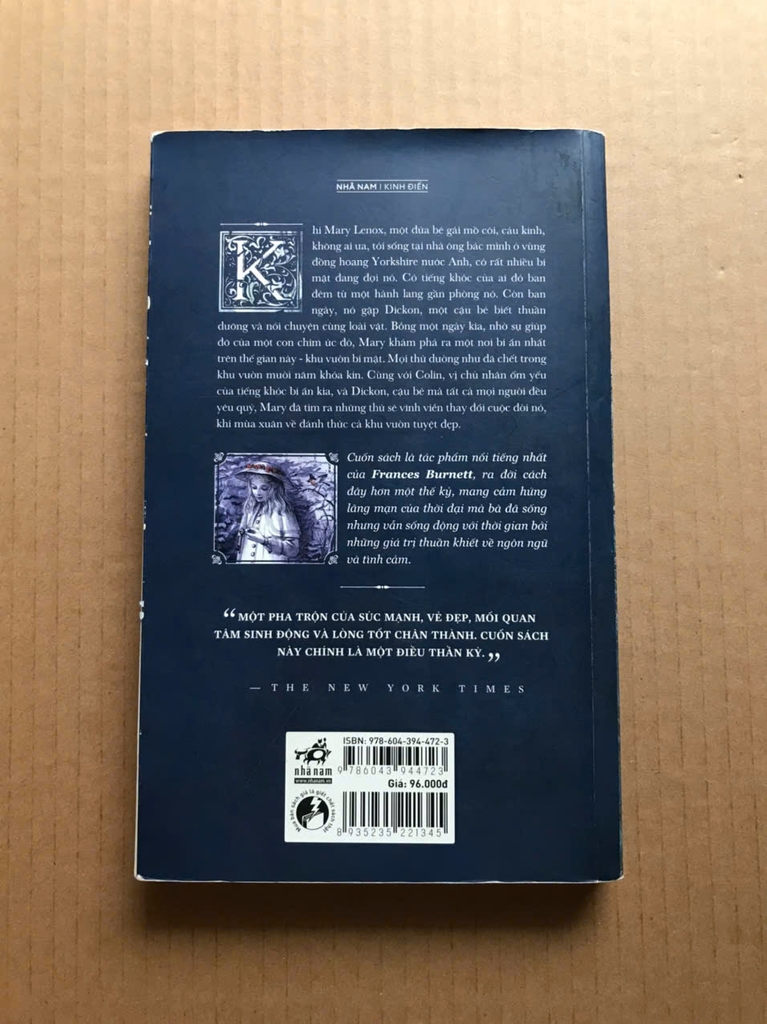 NHÃ NAM | KINH ĐIỂN
Khi Mary Lenox, một đứa bé gái mồ côi, cáu kỉnh,
không ai ưa, tới sống tại nhà ông bác mình ở vùng
đồng hoang Yorkshire nước Anh, có rất nhiều bí
mật đang đợi nó. Có tiếng khóc của ai đó ban
đêm từ một hành lang gần phòng nó. Còn ban
ngày, nó gặp Dickon, một cậu bé biết thuần
dưỡng và nói chuyện cùng loài vật. Bỗng một ngày kia, nhờ sự giúp
đỡ của một con chim ức đỏ, Mary khám phá ra một nơi bí ẩn nhất
trên thế gian này - khu vườn bí mật. Mọi thứ dường như đã chết trong
khu vườn mười năm khóa kín. Cùng với Colin, vị chủ nhân ốm yếu
của tiếng khóc bí ẩn kia, và Dickon, cậu bé mà tất cả mọi người đều
yêu quý, Mary đã tìm ra những thứ sẽ vĩnh viễn thay đổi cuộc đời nó,
khi mùa xuân về đánh thức cả khu vườn tuyệt đẹp.
Cuốn sách là tác phẩm nổi tiếng nhất
của Frances Burnett, ra đời cách
đây hơn một thế kỷ, mang cảm hứng
lãng mạn của thời đại mà bà đã sống
nhưng vẫn sống động với thời gian bởi
những giá trị thuần khiết về ngôn ngữ
và tình cảm.
“MỘT PHA TRỘN CỦA SỨC MẠNH, VẺ ĐẸP, MỐI QUAN
TÂM SINH ĐỘNG VÀ LÒNG TỐT CHÂN THÀNH. CUỐN SÁCH
NÀY CHÍNH LÀ MỘT ĐIỀU THẦN KỲ.”
— THE NEW YORK TIMES
ISBN: 978-604-394-472-3
nhã nam
www.nhanam.vn
9 786043 944723
Giá: 96.000đ
Mua bán sách giả là giết chết sách thật
8 935235 221345